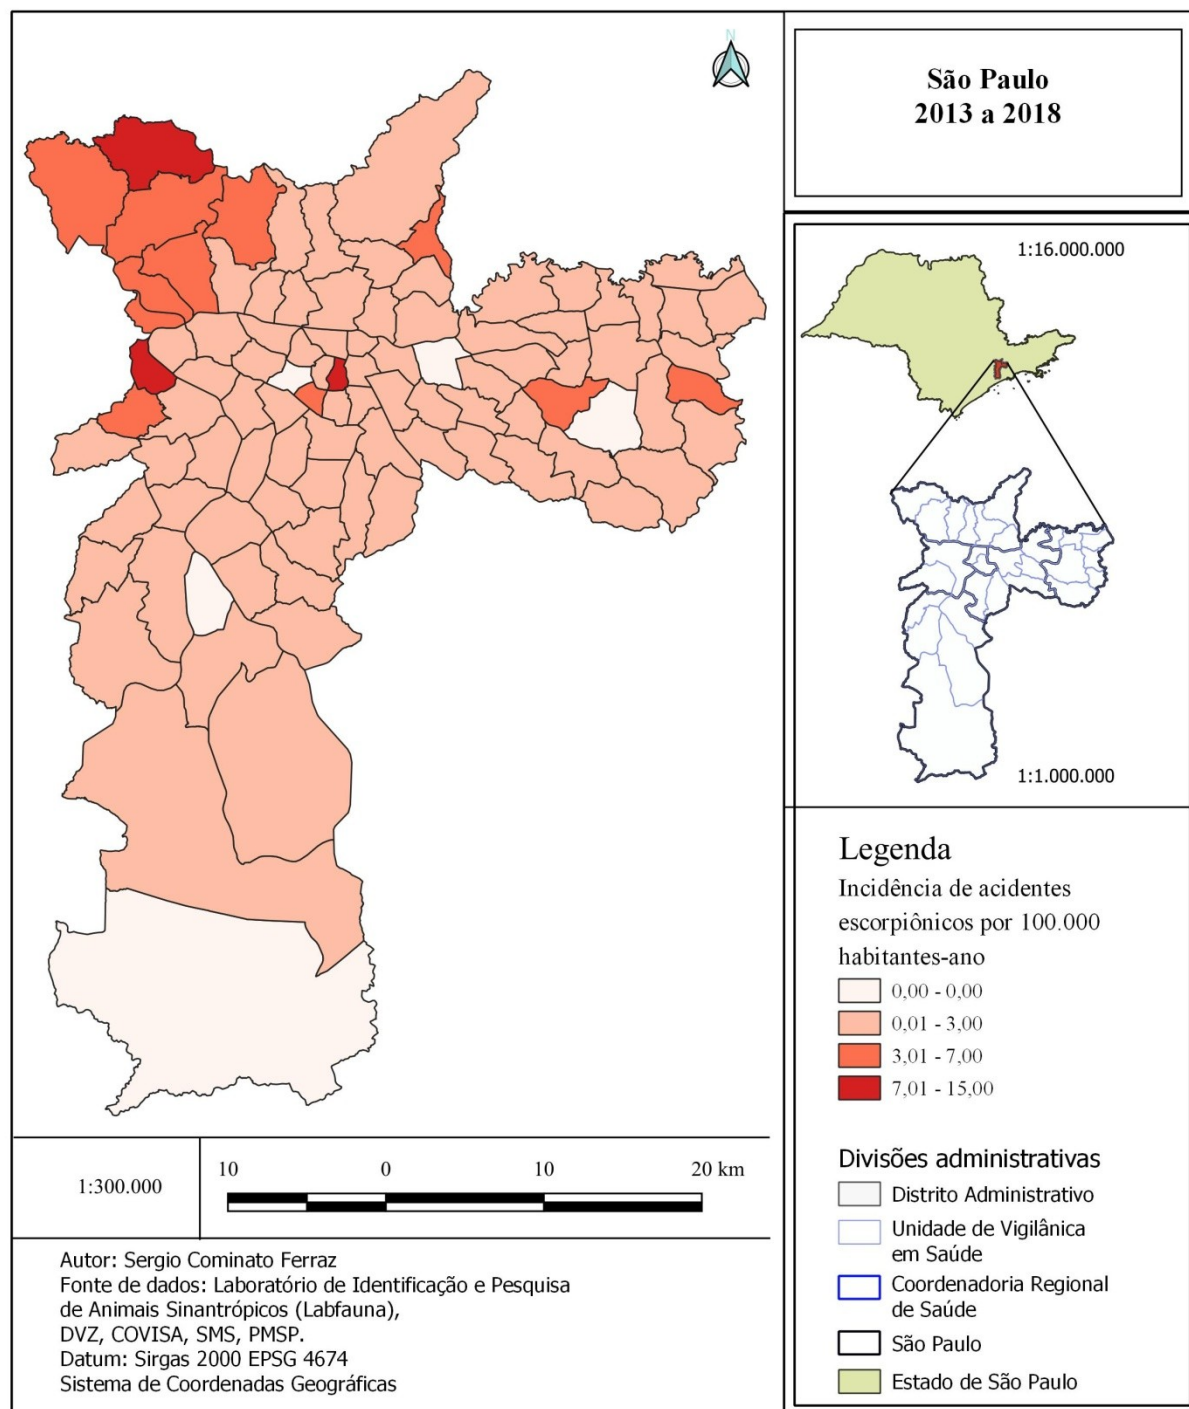 N
São Paulo
2013 a 2018
1:16.000.000
1:1.000.000
Legenda
Incidência de acidentes
escorpiônicos por 100.000
habitantes-ano
0,00 - 0,00
0,01 - 3,00
3,01 - 7,00
7,01 - 15,00
Divisões administrativas
Distrito Administrativo
Unidade de Vigilânica
em Saúde
Coordenadoria Regional
de Saúde
São Paulo
Estado de São Paulo
1:300.000
10 0 10 20 km
Autor: Sergio Cominato Ferraz
Fonte de dados: Laboratório de Identificação e Pesquisa
de Animais Sinantrópicos (Labfauna),
DVZ, COVISA, SMS, PMSP.
Datum: Sirgas 2000 EPSG 4674
Sistema de Coordenadas Geográficas